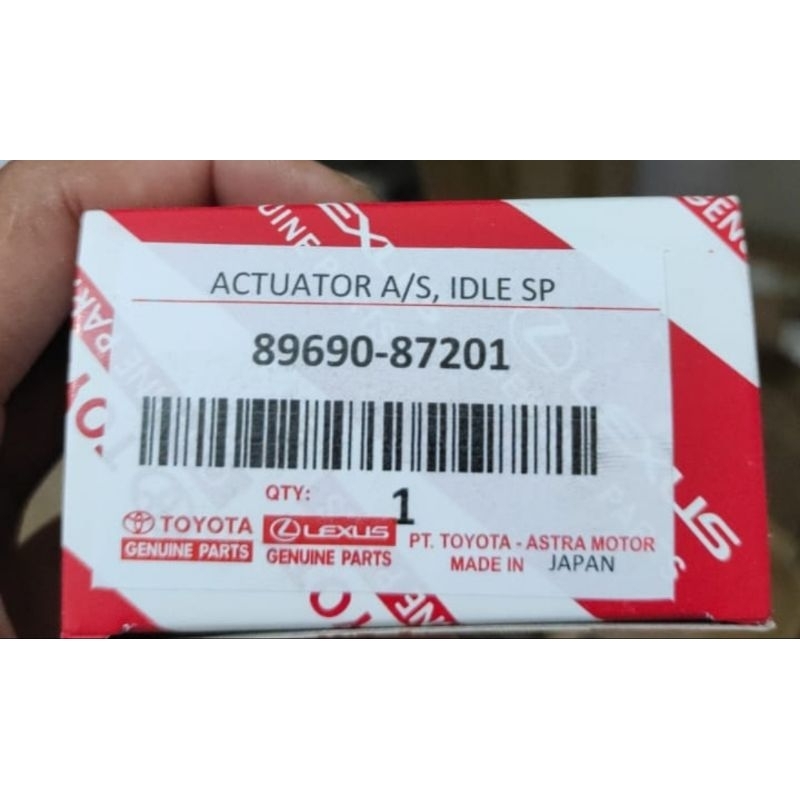 ACTUATOR A/S, IDLE SP
89690-87201
QTY: 1
TOYOTA
GENUINE PARTS
LEXUS
GENUINE PARTS
PT. TOYOTA - ASTRA MOTOR
MADE IN JAPAN
LEXUS